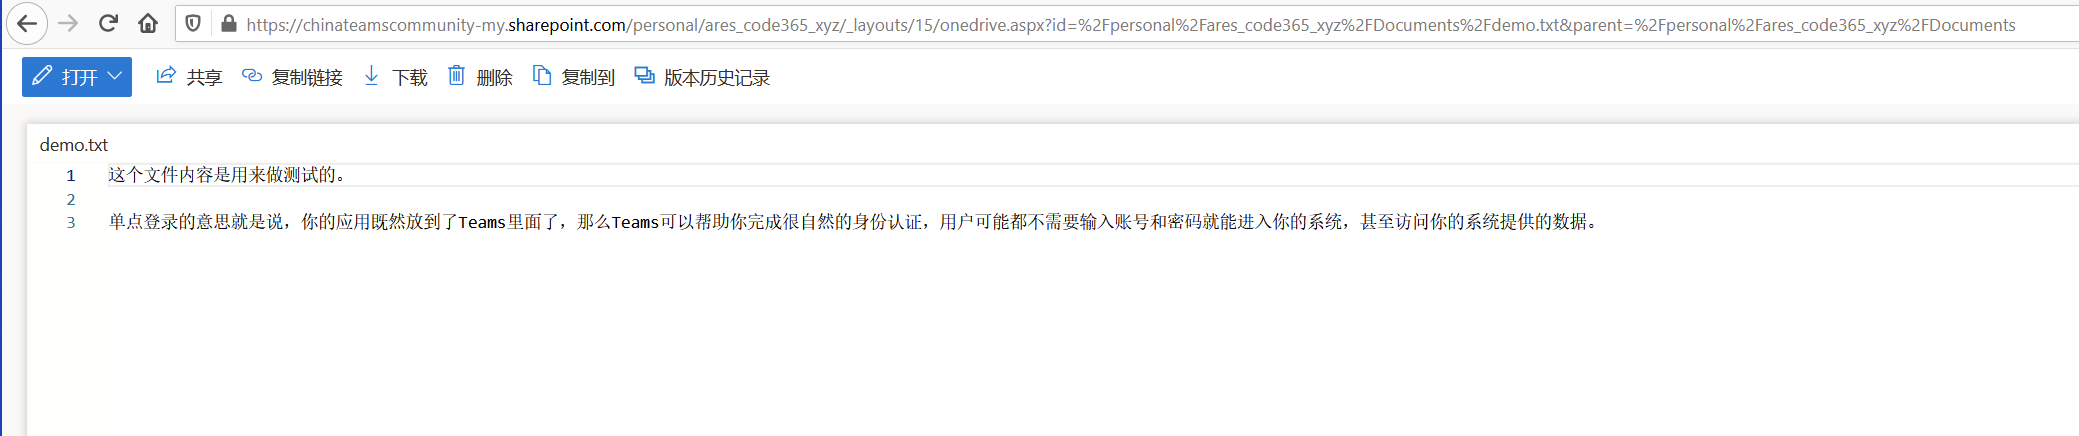 https://chinateamscommunity-my.sharepoint.com/personal/ares_code365_xyz/_layouts/15/onedrive.aspx?id=%2Fpersonal%2Fares_code365_xyz%2FDocuments%2Fdemo.txt&parent=%2Fpersonal%2Fares_code365_xyz%2FDocuments
打开 共享 复制链接 下载 删除 复制到 版本历史记录
demo.txt
1 这个文件内容是用来做测试的。
2
3 单点登录的意思就是说，你的应用既然放到了Teams里面了，那么Teams可以帮助你完成很自然的身份认证，用户可能都不需要输入账号和密码就能进入你的系统，甚至访问你的系统提供的数据。